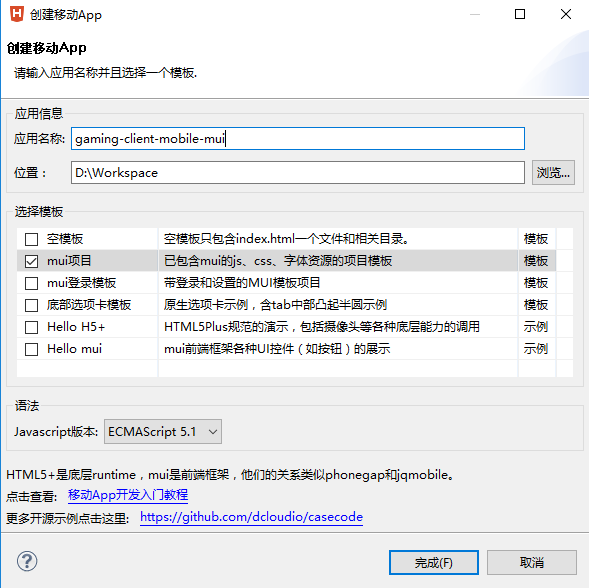 创建移动App
创建移动App
请输入应用名称并且选择一个模板.
应用信息
应用名称: gaming-client-mobile-mui
位置： D:\Workspace 浏览...
选择模板
空模板 空模板只包含index.html一个文件和相关目录。 模板
mui项目 已包含mui的js、css、字体资源的项目模板 模板
mui登录模板 带登录和设置的MUI模板项目 模板
底部选项卡模板 原生选项卡示例，含tab中部凸起半圆示例 模板
Hello H5+ HTML5Plus规范的演示，包括摄像头等各种底层能力的调用 示例
Hello mui mui前端框架各种UI控件（如按钮）的展示 示例
语法
Javascript版本: ECMAScript 5.1
HTML5+是底层runtime，mui是前端框架，他们的关系类似phonegap和jqmobile。
点击查看: 移动App开发入门教程
更多开源示例点击这里: https://github.com/dcloudio/casecode
完成(F) 取消